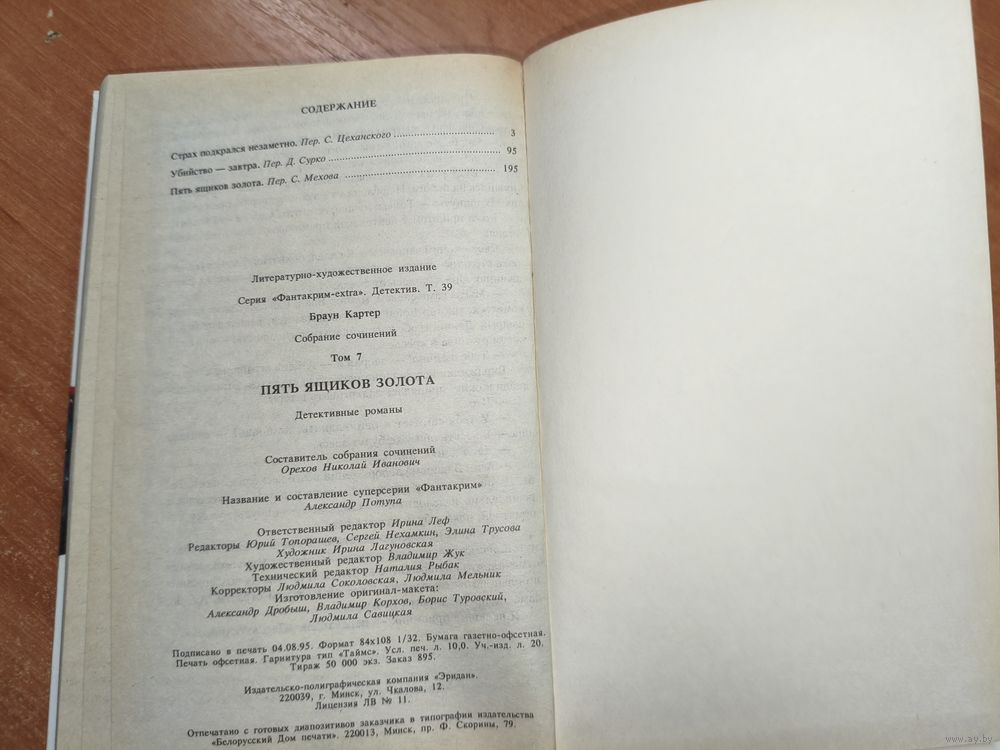 СОДЕРЖАНИЕ
Страх подкрался незаметно. Пер. С. Цеханского ........................ 3
Убийство — завтра. Пер. Д. Сурко ........................ 95
Пять ящиков золота. Пер. С. Мехова ........................ 195
Литературно-художественное издание
Серия «Фантакрим-extra». Детектив. Т. 39
Браун Картер
Собрание сочинений
Том 7
ПЯТЬ ЯЩИКОВ ЗОЛОТА
Детективные романы
Составитель собрания сочинений
Орехов Николай Иванович
Название и составление суперсерии «Фантакрим»
Александр Потупа
Ответственный редактор Ирина Леф
Редакторы Юрий Топорашев, Сергей Нехамкин, Элина Трусова
Художник Ирина Лагуновская
Художественный редактор Владимир Жук
Технический редактор Наталия Рыбак
Корректоры Людмила Соколовская, Людмила Мельник
Изготовление оригинал-макета:
Александр Дробыш, Владимир Корхов, Борис Туровский,
Людмила Савицкая
Подписано в печать 04.08.95. Формат 84х108 1/32. Бумага газетно-офсетная.
Печать офсетная. Гарнитура тип «Таймс». Усл. печ. л. 10,0. Уч.-изд. л. 20.
Тираж 50 000 экз. Заказ 895.
Издательско-полиграфическая компания «Эридан».
220039, г. Минск, ул. Чкалова, 12.
Лицензия ЛВ № 11.
Отпечатано с готовых диапозитивов заказчика в типографии издательства
«Белорусский Дом печати». 220013, Минск, пр. Ф. Скорины, 79.
www.ay.by